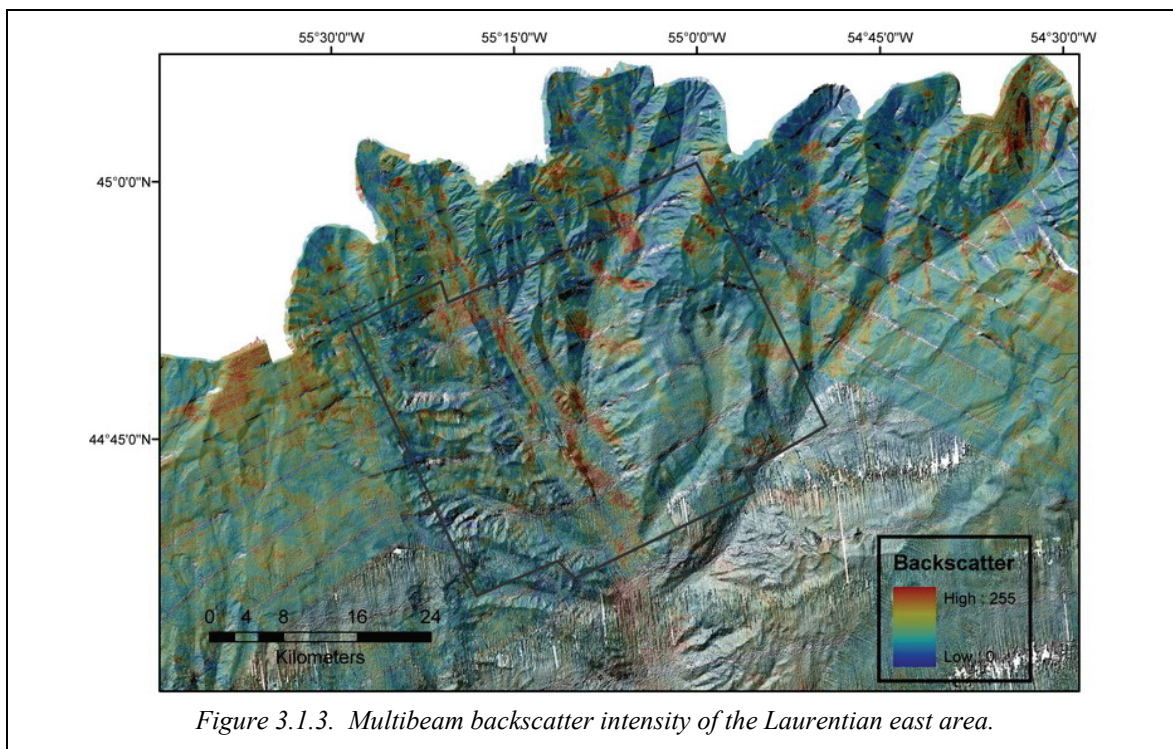 55°30'0"W 55°15'0"W 55°0'0"W 54°45'0"W 54°30'0"W
45°0'0"N
44°45'0"N
Backscatter
High : 255
Low : 0
0 4 8 16 24
Kilometers
Figure 3.1.3. Multibeam backscatter intensity of the Laurentian east area.